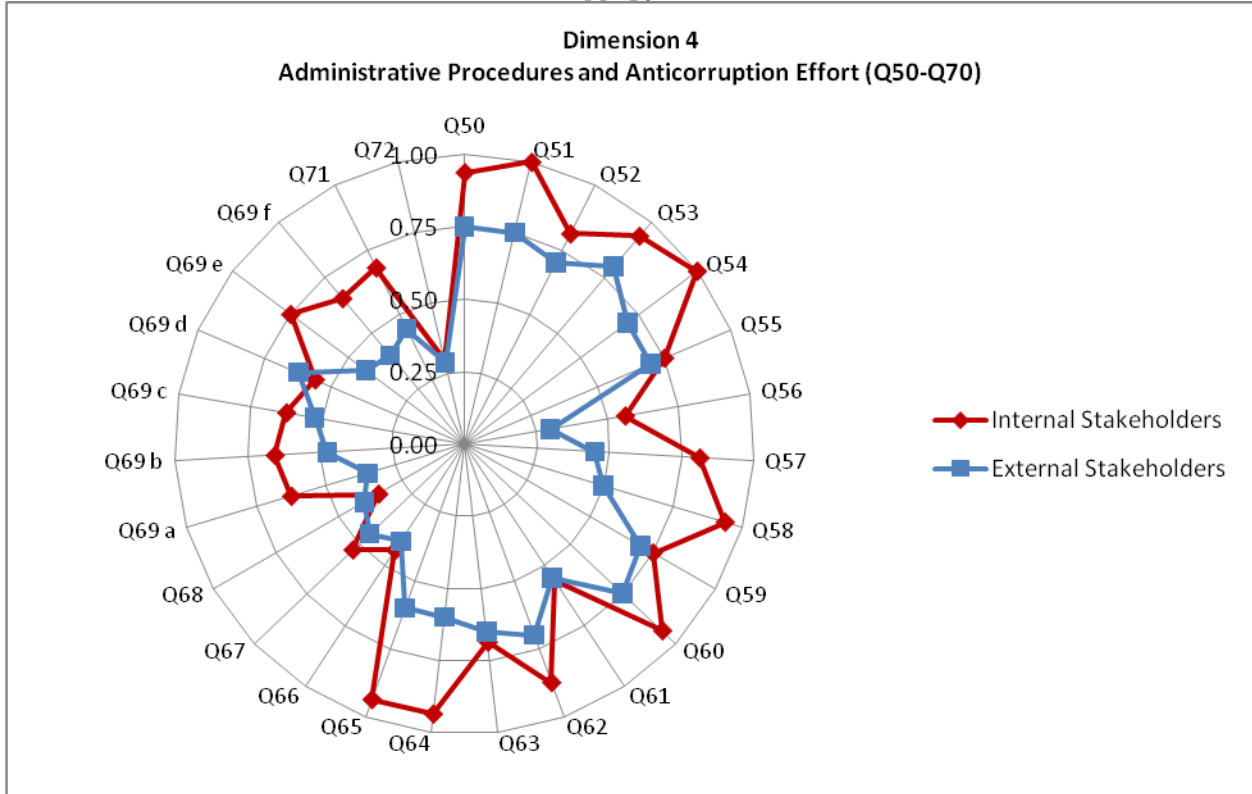 Dimension 4
Administrative Procedures and Anticorruption Effort (Q50-Q70)
Q50
Q51
Q52
Q53
Q54
Q55
Q56
Q57
Q58
Q59
Q60
Q61
Q62
Q63
Q64
Q65
Q66
Q67
Q68
Q69 a
Q69 b
Q69 c
Q69 d
Q69 e
Q69 f
Q71
Q72
1.00
0.75
0.50
0.25
0.00
Internal Stakeholders
External Stakeholders